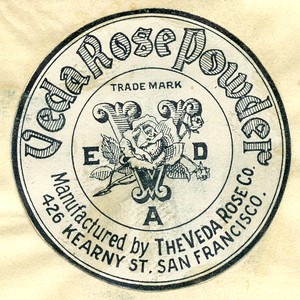 Veda Rose Powder
TRADE MARK
V
E D
W
A
Manufactured by THE VEDA ROSE CO.
426 KEARNY ST. SAN FRANCISCO.